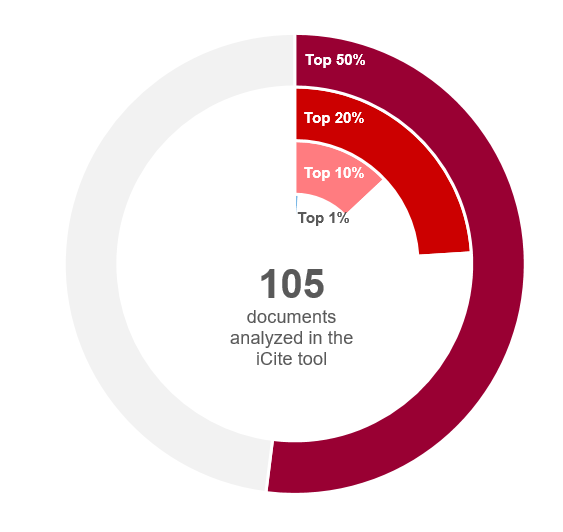 Top 50%
Top 20%
Top 10%
Top 1%
105
documents
analyzed in the
iCite tool